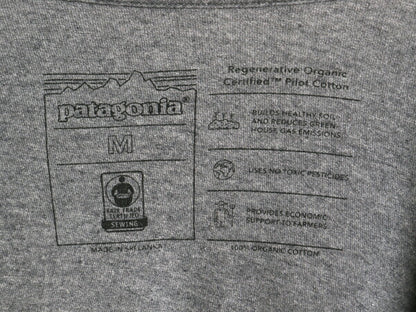 patagonia®
M
FAIR TRADE
CERTIFIED
SEWING
MADE IN SRI LANKA
Regenerative Organic
Certified™ Pilot Cotton
BUILDS HEALTHY SOIL
AND REDUCES GREEN-
HOUSE GAS EMISSIONS
USES NO TOXIC PESTICIDES
PROVIDES ECONOMIC
SUPPORT TO FARMERS
100% ORGANIC COTTON